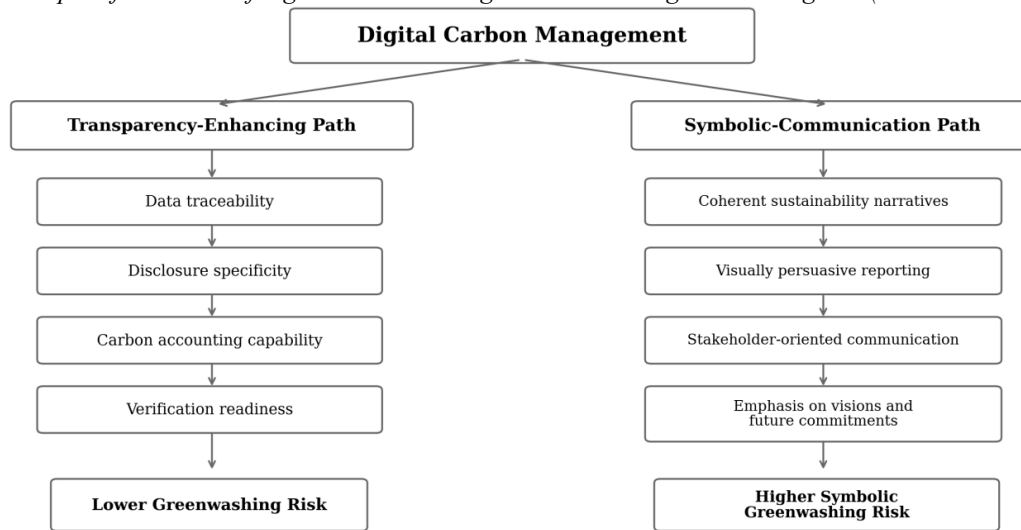 Digital Carbon Management
Transparency-Enhancing Path
Symbolic-Communication Path
Data traceability
Coherent sustainability narratives
Disclosure specificity
Visually persuasive reporting
Carbon accounting capability
Stakeholder-oriented communication
Verification readiness
Emphasis on visions and
future commitments
Lower Greenwashing Risk
Higher Symbolic
Greenwashing Risk